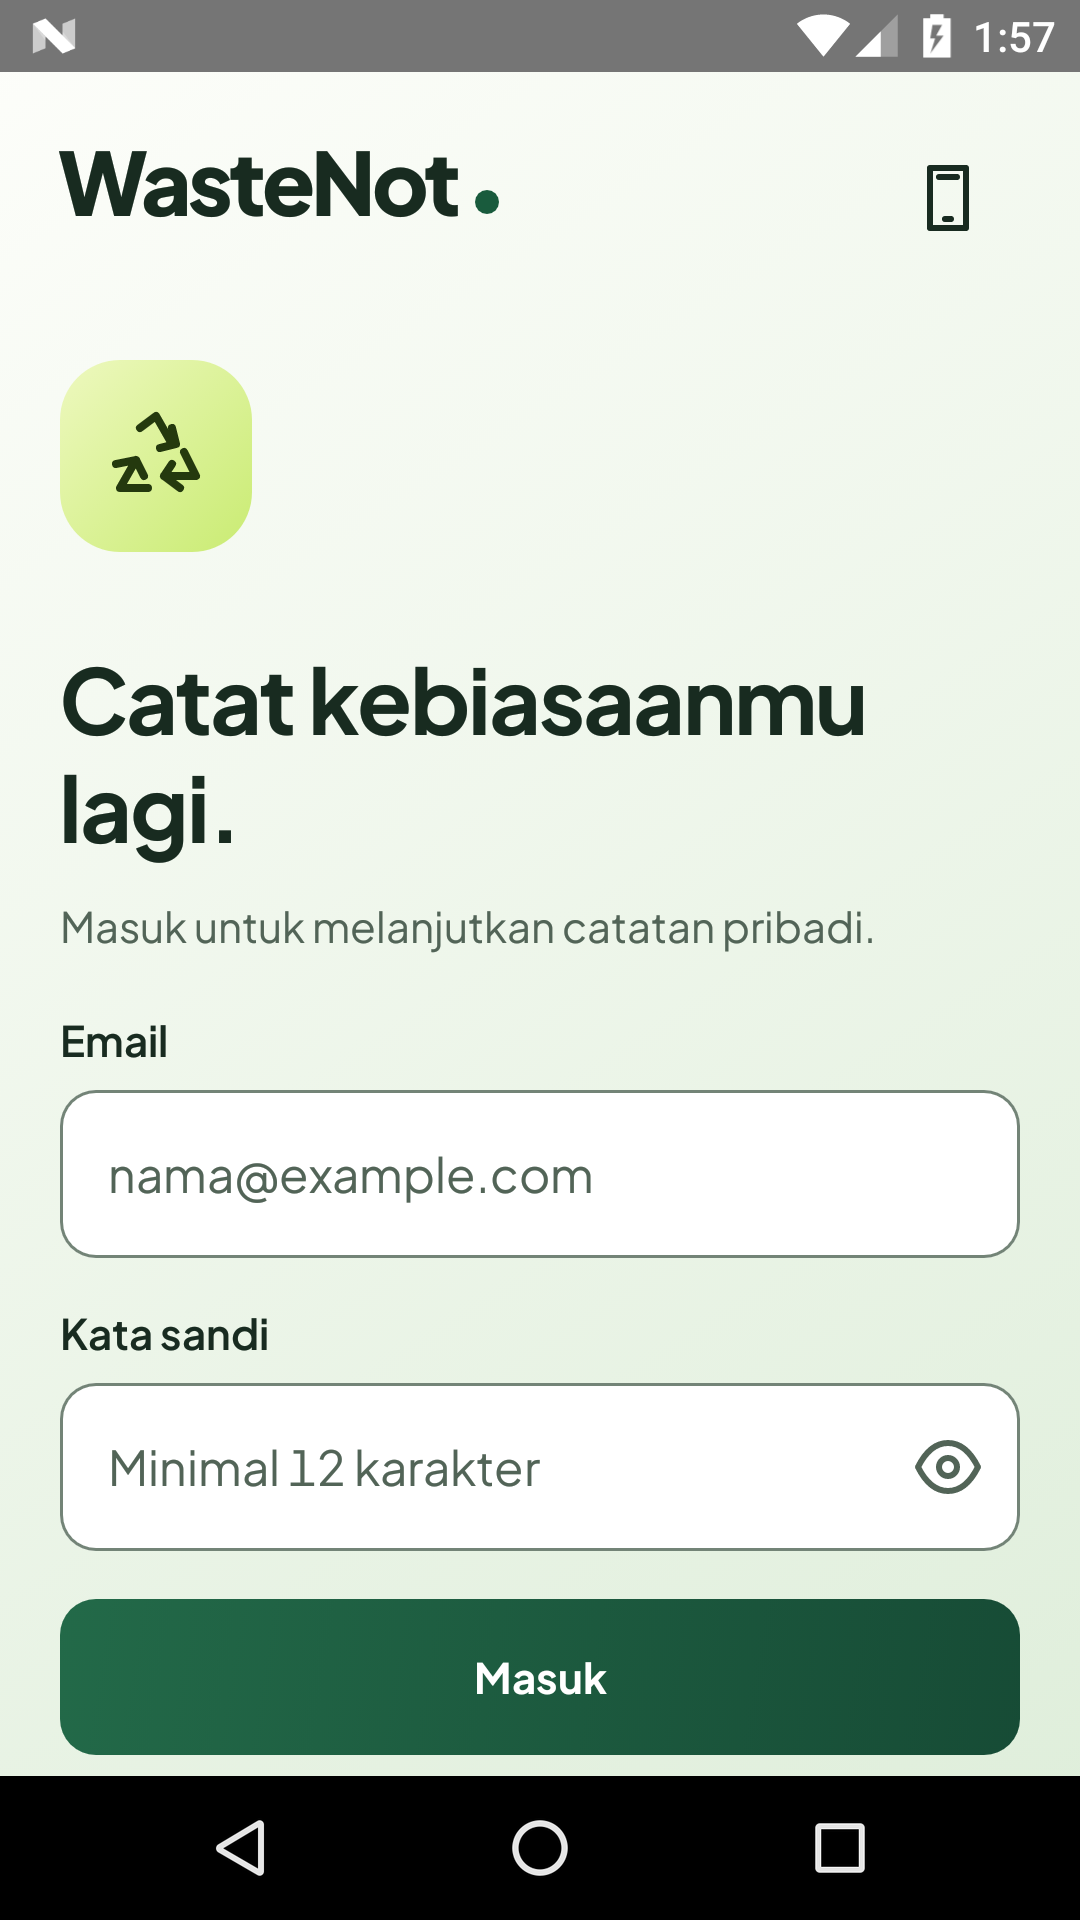 1:57
WasteNot.
Catat kebiasaanmu
lagi.
Masuk untuk melanjutkan catatan pribadi.
Email
nama@example.com
Kata sandi
Minimal 12 karakter
Masuk